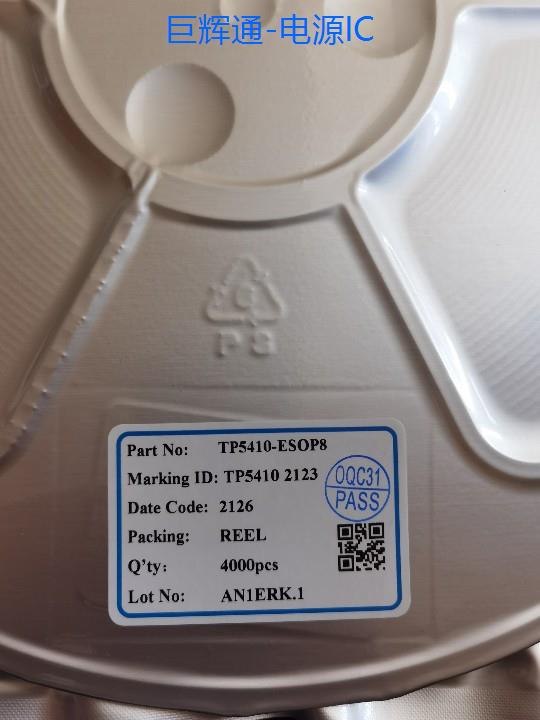 巨辉通-电源IC
6
PS
Part No: TP5410-ESOP8
Marking ID: TP5410 2123
OQC31
PASS
Date Code: 2126
Packing: REEL
Q'ty: 4000pcs
Lot No: AN1ERK.1